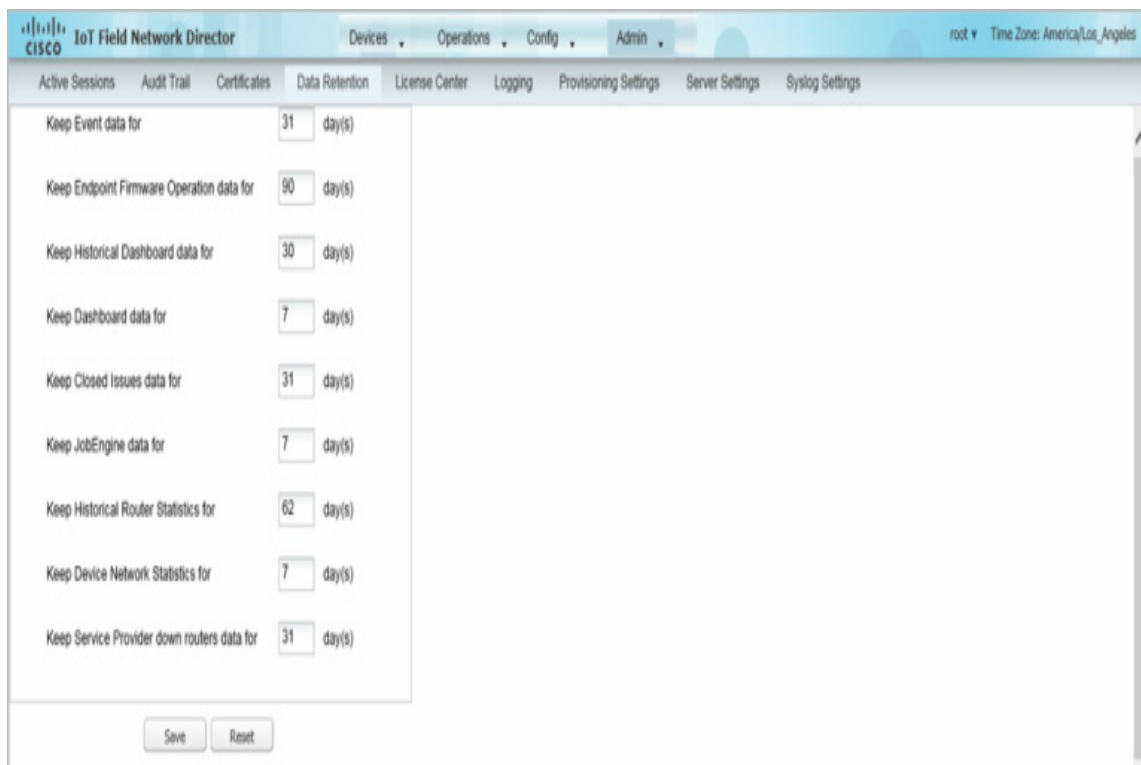 CISCO IoT Field Network Director Devices Operations Config Admin root Time Zone: America/Los_Angeles
Active Sessions Audit Trail Certificates Data Retention License Center Logging Provisioning Settings Server Settings Syslog Settings
Keep Event data for 31 day(s)
Keep Endpoint Firmware Operation data for 90 day(s)
Keep Historical Dashboard data for 30 day(s)
Keep Dashboard data for 7 day(s)
Keep Closed Issues data for 31 day(s)
Keep JobEngine data for 7 day(s)
Keep Historical Router Statistics for 62 day(s)
Keep Device Network Statistics for 7 day(s)
Keep Service Provider down routers data for 31 day(s)
Save Reset